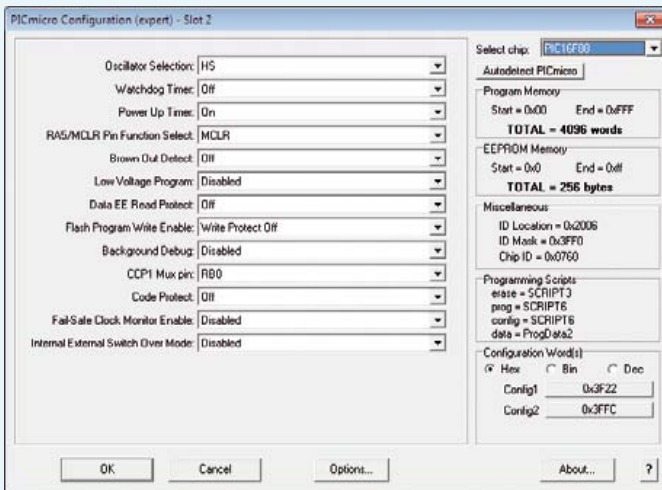 PICmicro Configuration (expert) - Slot 2
Oscillator Selection: HS
Watchdog Timer: Off
Power Up Timer: On
RA5/MCLR Pin Function Select: MCLR
Brown Out Detect: Off
Low Voltage Program: Disabled
Data EE Read Protect: Off
Flash Program Write Enable: Write Protect Off
Background Debug: Disabled
CCP1 Mux pin: RB0
Code Protect: Off
Fail-Safe Clock Monitor Enable: Disabled
Internal External Switch Over Mode: Disabled
OK Cancel Options...
Select chip: PIC16F88
Autodetect PICmicro
Program Memory
Start = 0x00 End = 0xFFF
TOTAL = 4096 words
EEPROM Memory
Start = 0x0 End = 0xff
TOTAL = 256 bytes
Miscellaneous
ID Location = 0x2006
ID Mask = 0x3FF0
Chip ID = 0x0760
Programming Scripts
erase = SCRIPT3
prog = SCRIPT6
config = SCRIPT6
data = ProgData2
Configuration Word(s)
Hex Bin Dec
Config1 0x3F22
Config2 0x3FFC
About... ?